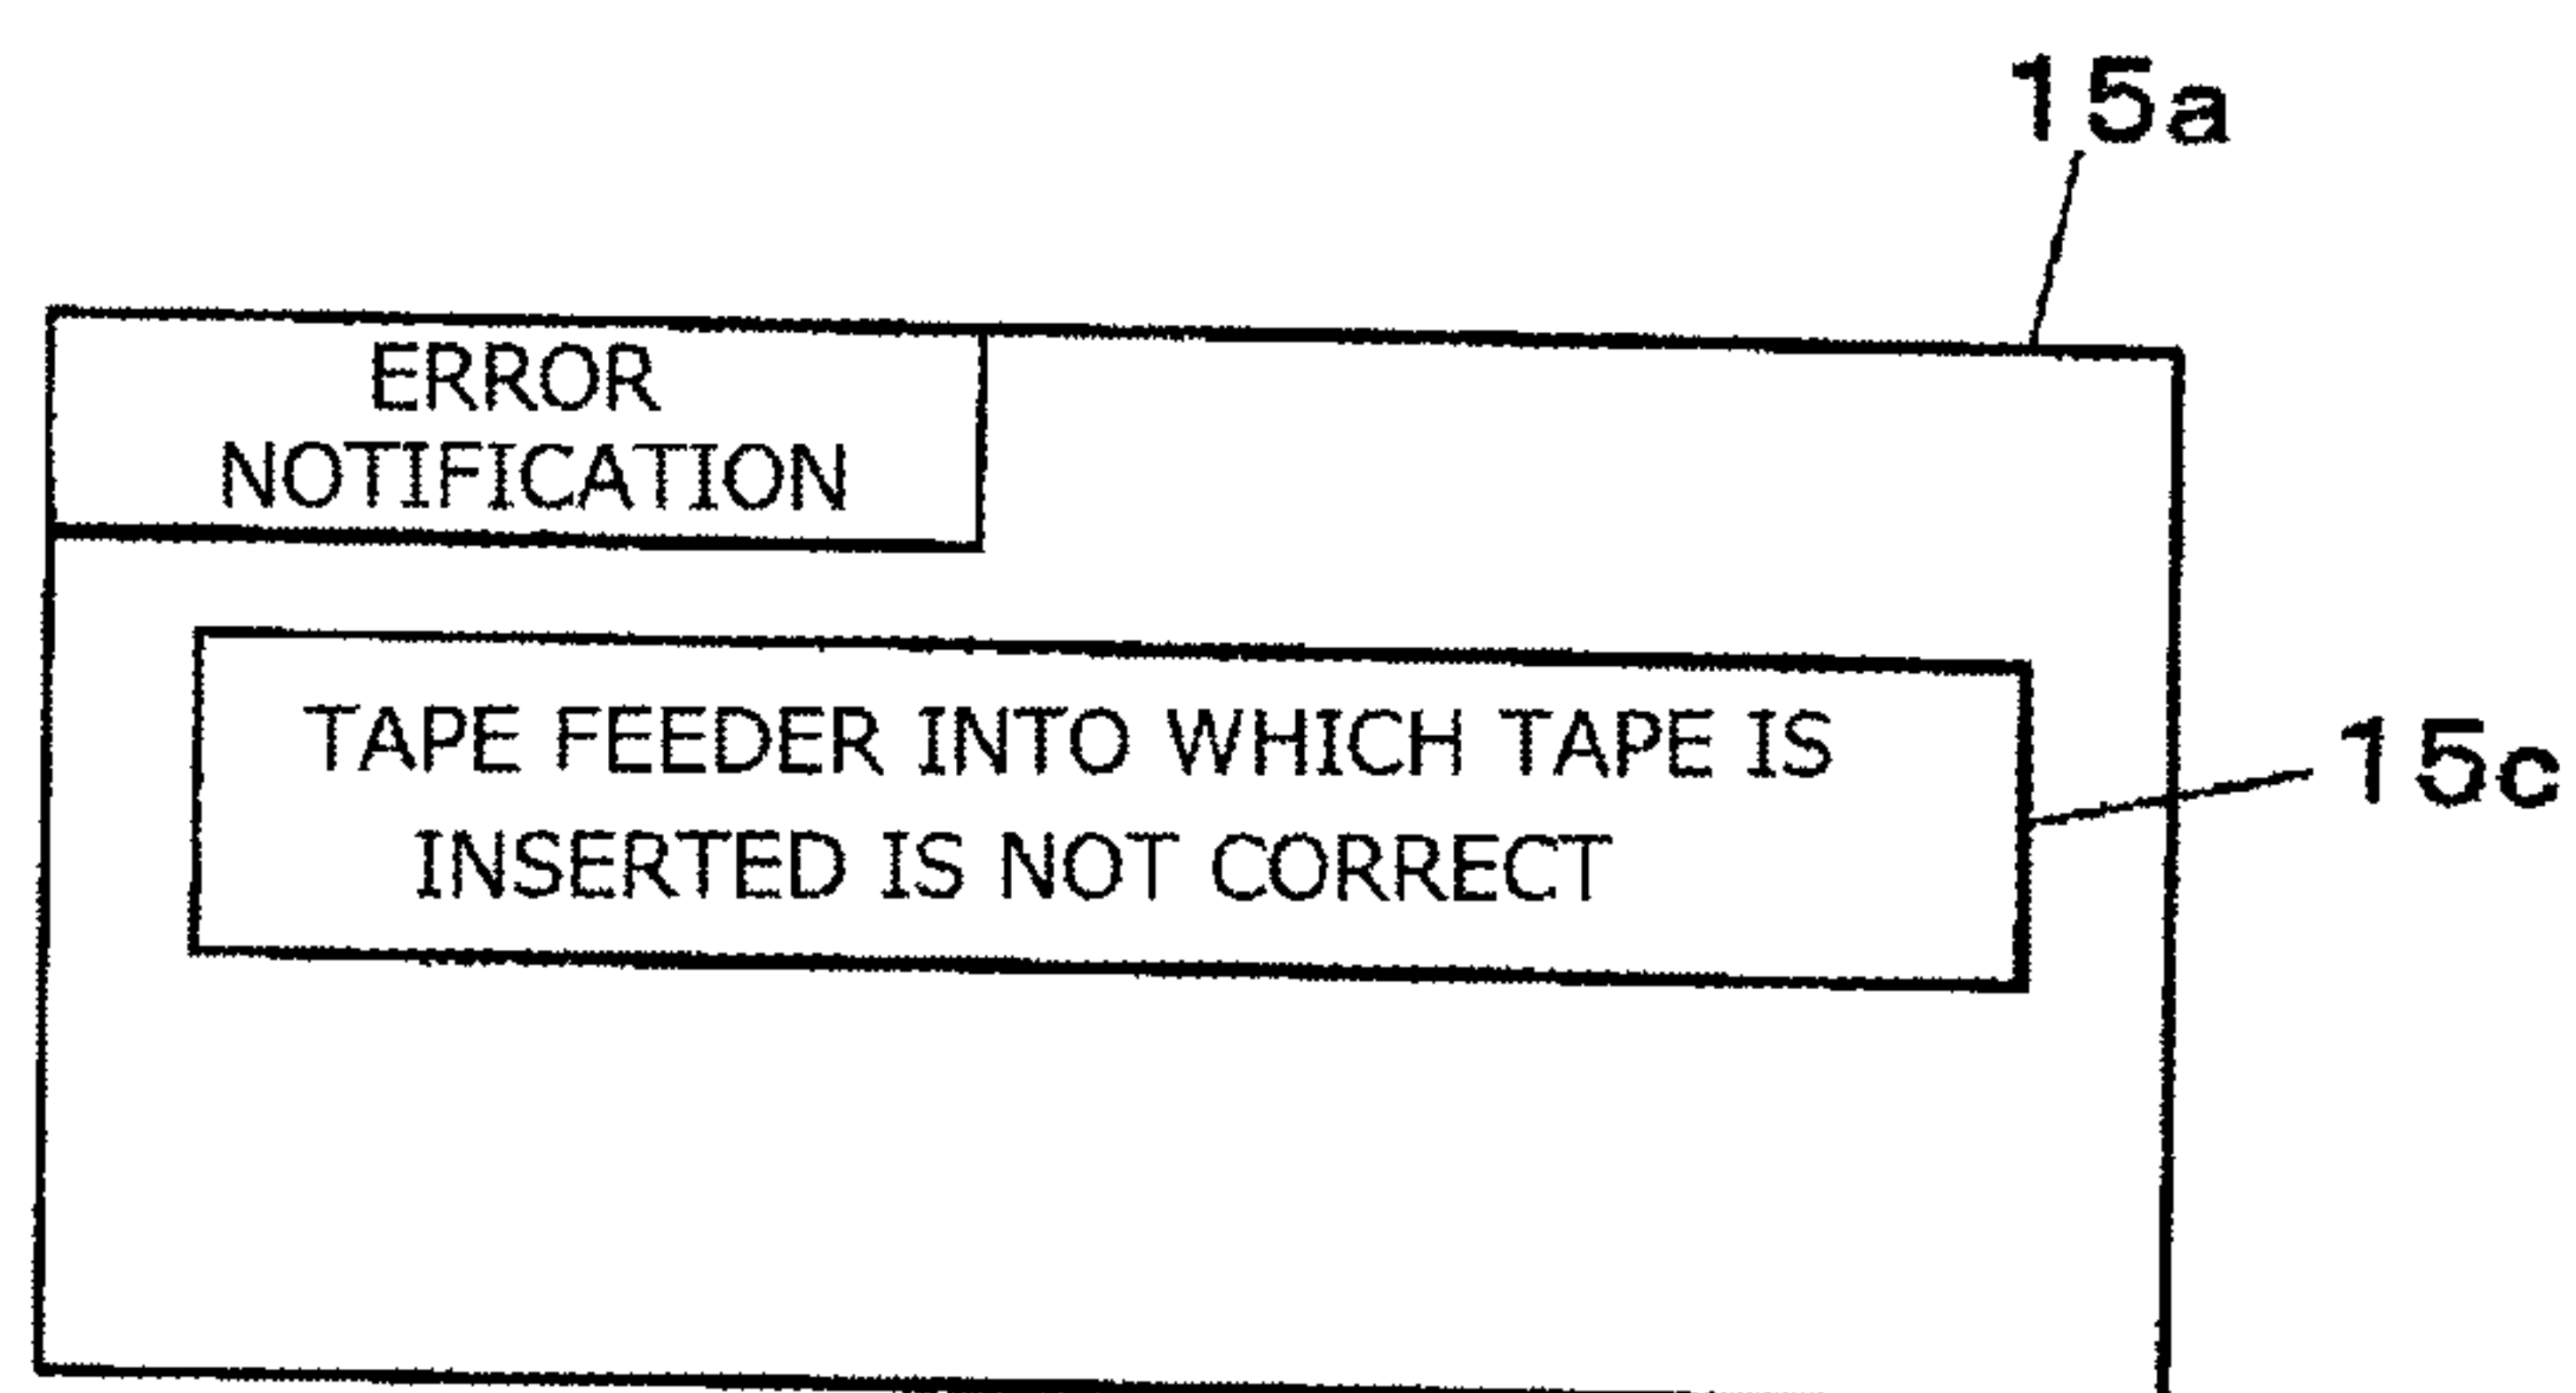 15a
ERROR
NOTIFICATION
TAPE FEEDER INTO WHICH TAPE IS
INSERTED IS NOT CORRECT
15c